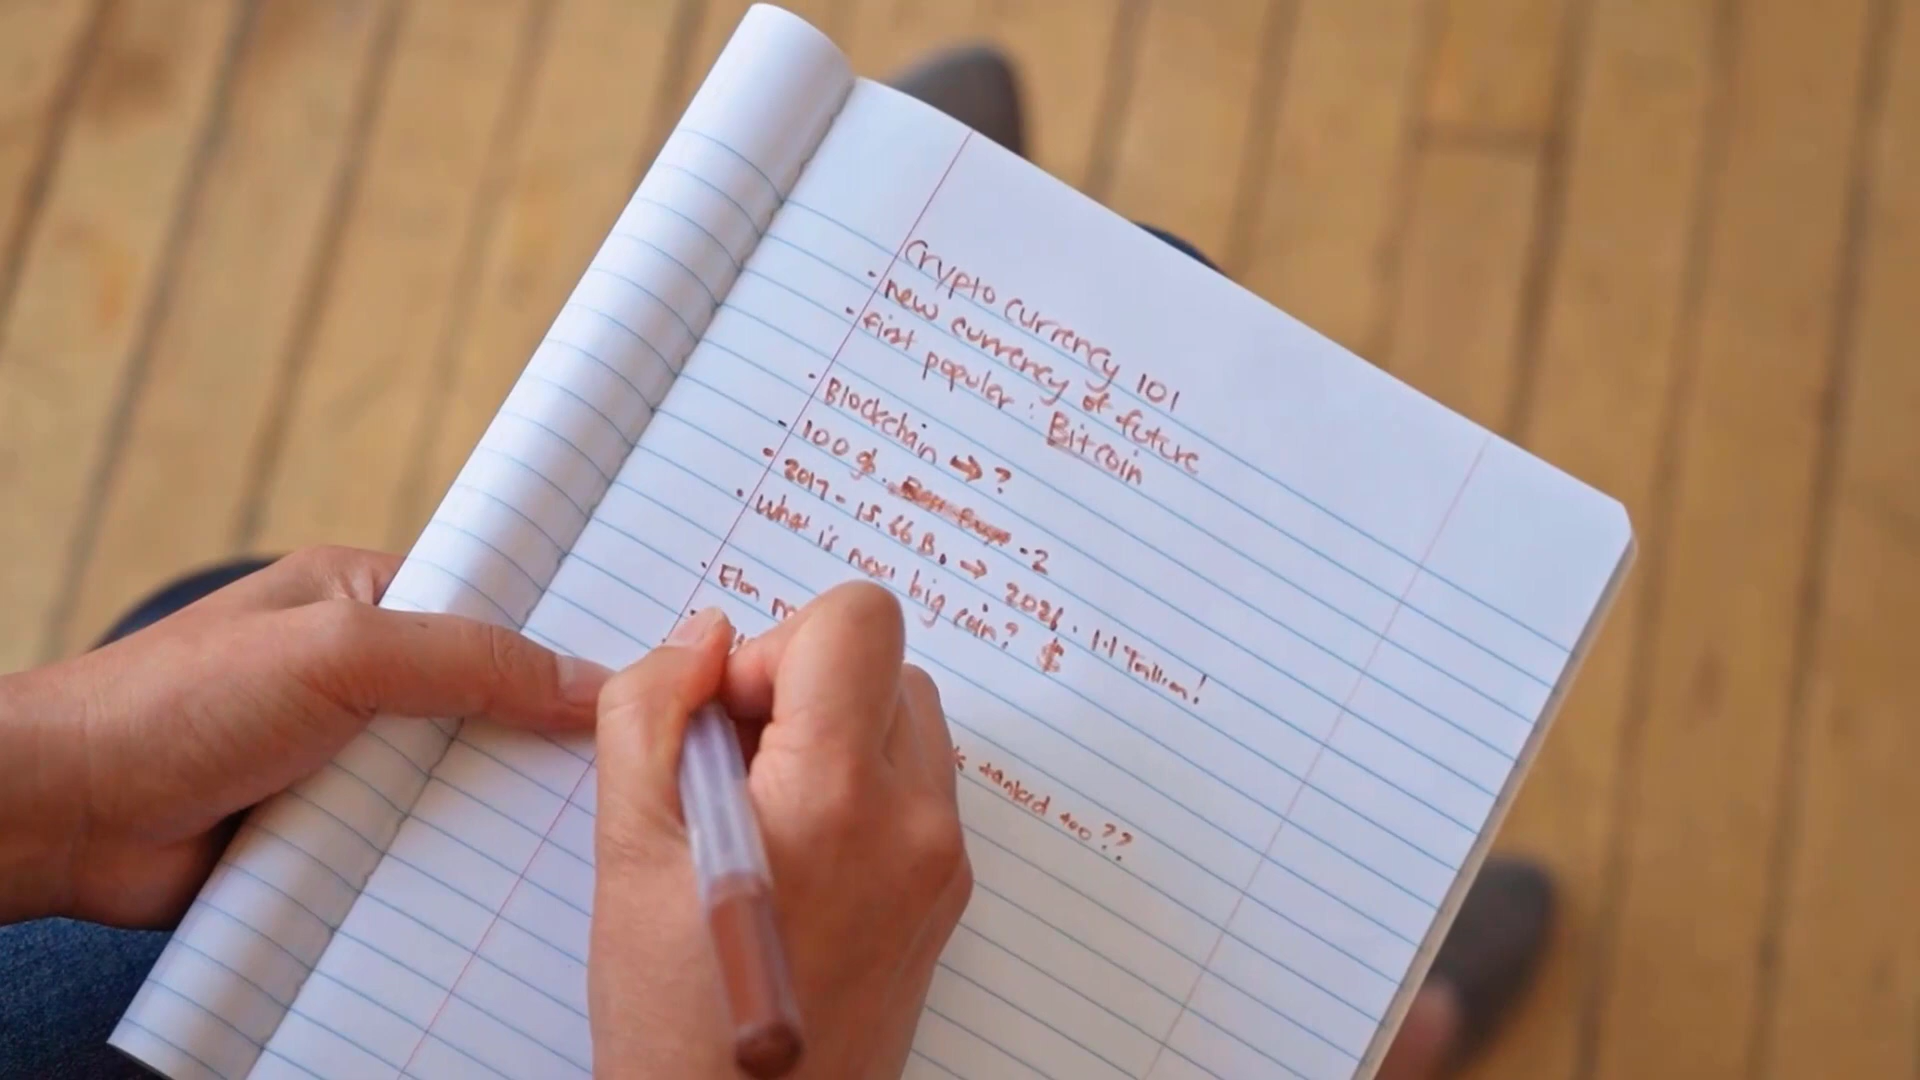 Crypto Currency 101
• new currency of future
• first popular : Bitcoin
• Blockchain → ?
- 100 $. -2
• 2017 - 15.66 B. → 2021. 1.1 Trillion!
• What is next big coin? $
• Elon
tanked too??